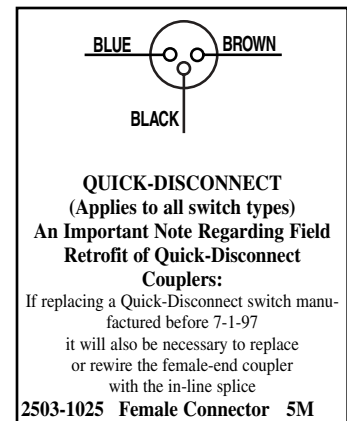 BLUE BROWN
BLACK
QUICK-DISCONNECT
(Applies to all switch types)
An Important Note Regarding Field
Retrofit of Quick-Disconnect
Couplers:
If replacing a Quick-Disconnect switch manu-
factured before 7-1-97
it will also be necessary to replace
or rewire the female-end coupler
with the in-line splice
2503-1025 Female Connector 5M